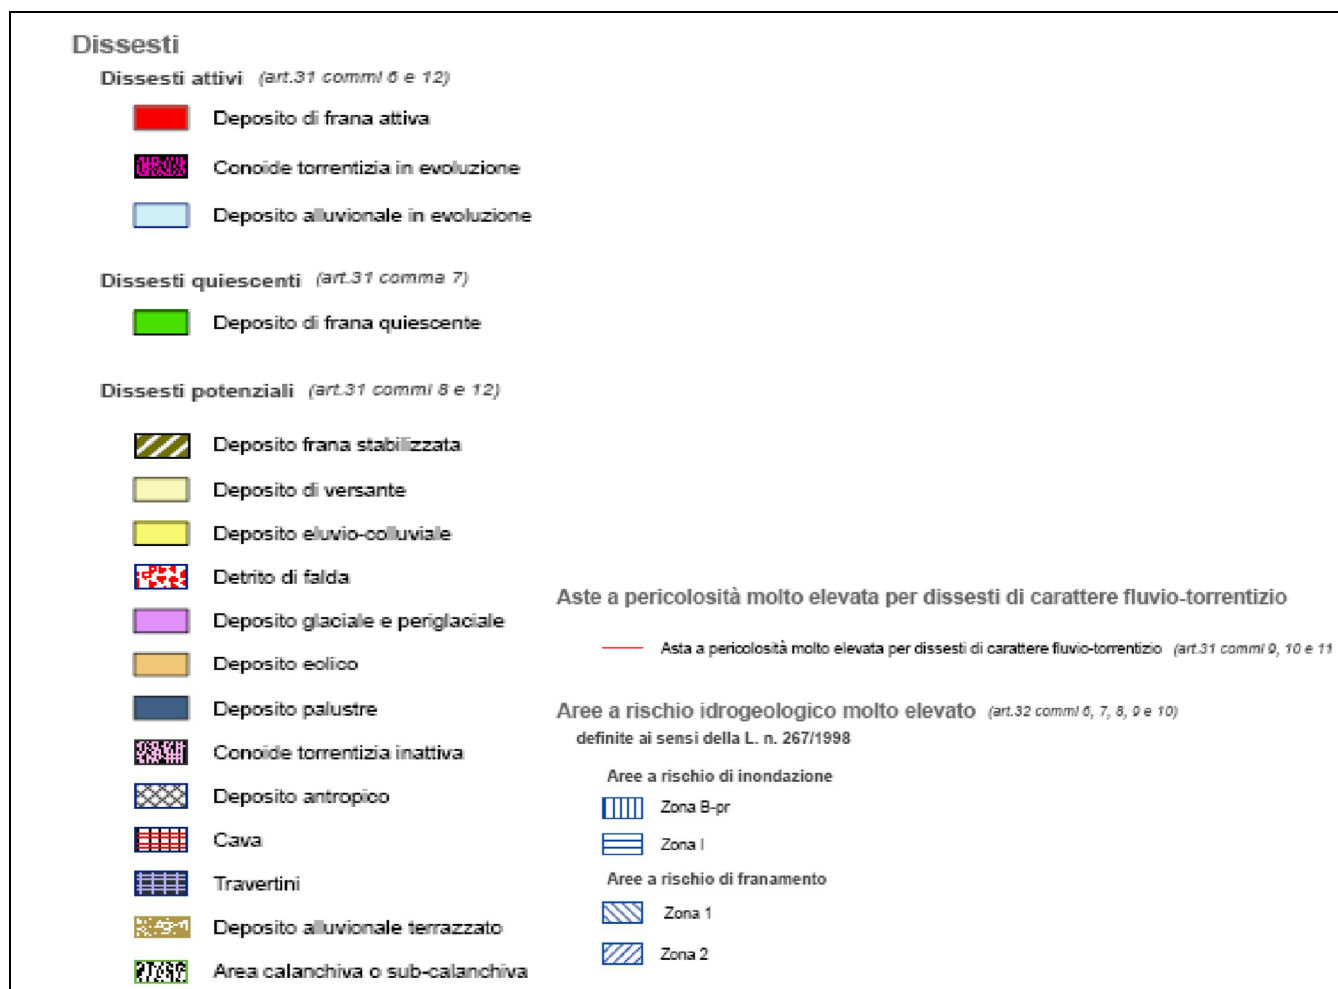 Dissesti
Dissesti attivi (art.31 commi 6 e 12)
Deposito di frana attiva
Conoide torrentizia in evoluzione
Deposito alluvionale in evoluzione
Dissesti quiescenti (art.31 comma 7)
Deposito di frana quiescente
Dissesti potenziali (art.31 commi 8 e 12)
Deposito frana stabilizzata
Deposito di versante
Deposito eluvio-colluviale
Detrito di falda
Deposito glaciale e periglaciale
Deposito eolico
Deposito palustre
Conoide torrentizia inattiva
Deposito antropico
Cava
Travertini
Deposito alluvionale terrazzato
Area calanchiva o sub-calanchiva
Aste a pericolosità molto elevata per dissesti di carattere fluvio-torrentizio
Asta a pericolosità molto elevata per dissesti di carattere fluvio-torrentizio (art.31 commi 9, 10 e 11
Aree a rischio idrogeologico molto elevato (art.32 commi 6, 7, 8, 9 e 10)
definite ai sensi della L. n. 267/1998
Aree a rischio di inondazione
Zona B-pr
Zona I
Aree a rischio di franamento
Zona 1
Zona 2